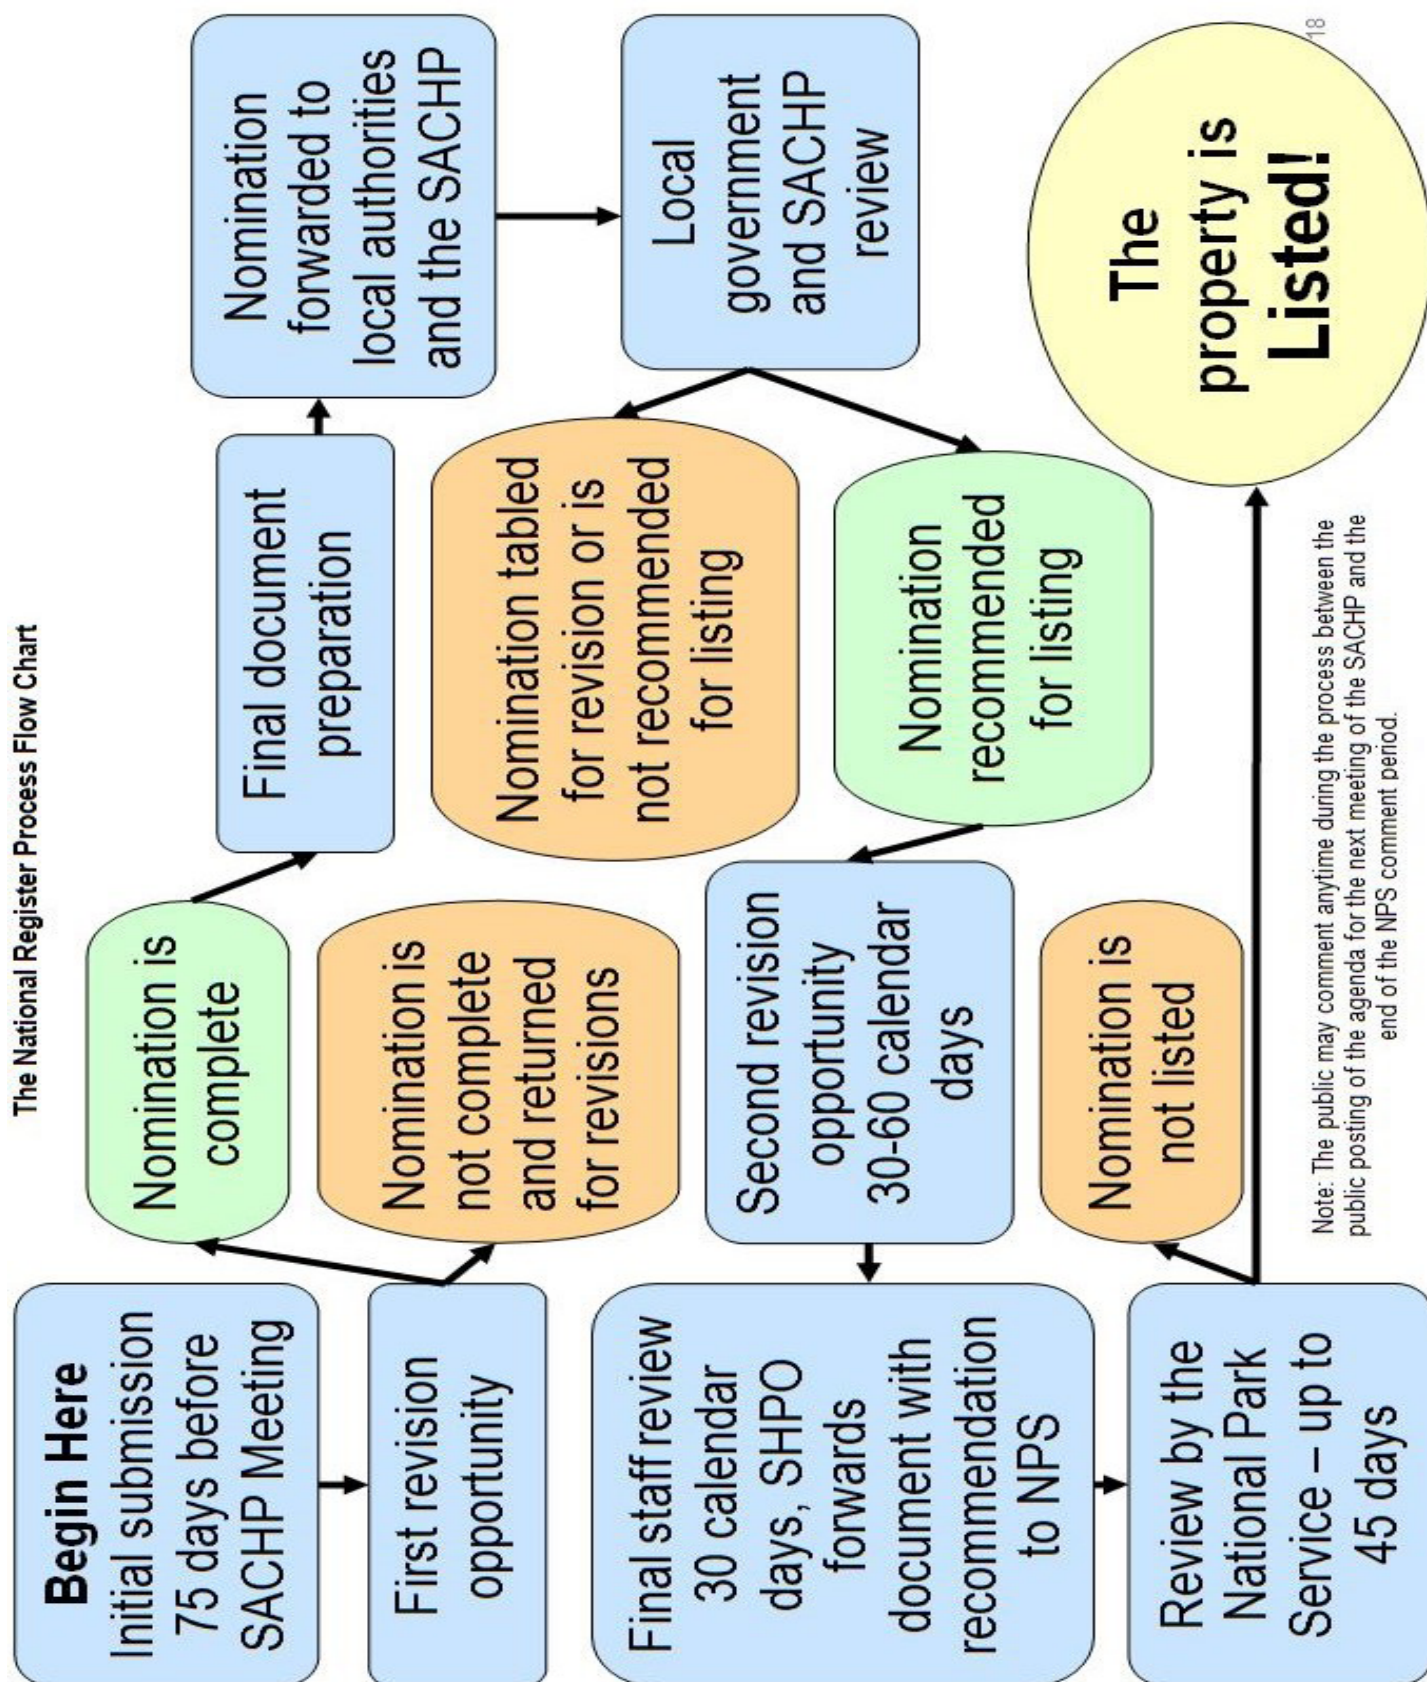 The National Register Process Flow Chart
Begin Here
Initial submission
75 days before
SACHP Meeting
First revision
opportunity
Nomination is
complete
Nomination is
not complete
and returned
for revisions
Final document
preparation
Nomination
forwarded to
local authorities
and the SACHP
Local
government
and SACHP
review
Nomination tabled
for revision or is
not recommended
for listing
Nomination
recommended
for listing
Second revision
opportunity
30-60 calendar
days
Final staff review
30 calendar
days, SHPO
forwards
document with
recommendation
to NPS
Review by the
National Park
Service – up to
45 days
Nomination is
not listed
The
property is
Listed!
Note: The public may comment anytime during the process between the
public posting of the agenda for the next meeting of the SACHP and the
end of the NPS comment period.
18